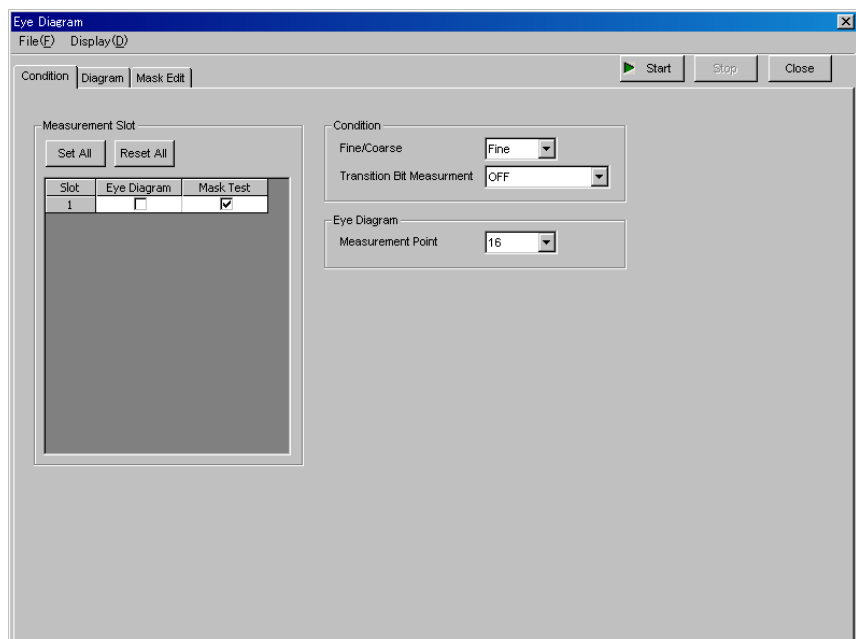 Eye Diagram
File(F) Display(D)
Start Stop Close
Condition Diagram Mask Edit
Measurement Slot
Set All Reset All
Slot Eye Diagram Mask Test
1
Condition
Fine/Coarse Fine
Transition Bit Measurment OFF
Eye Diagram
Measurement Point 16